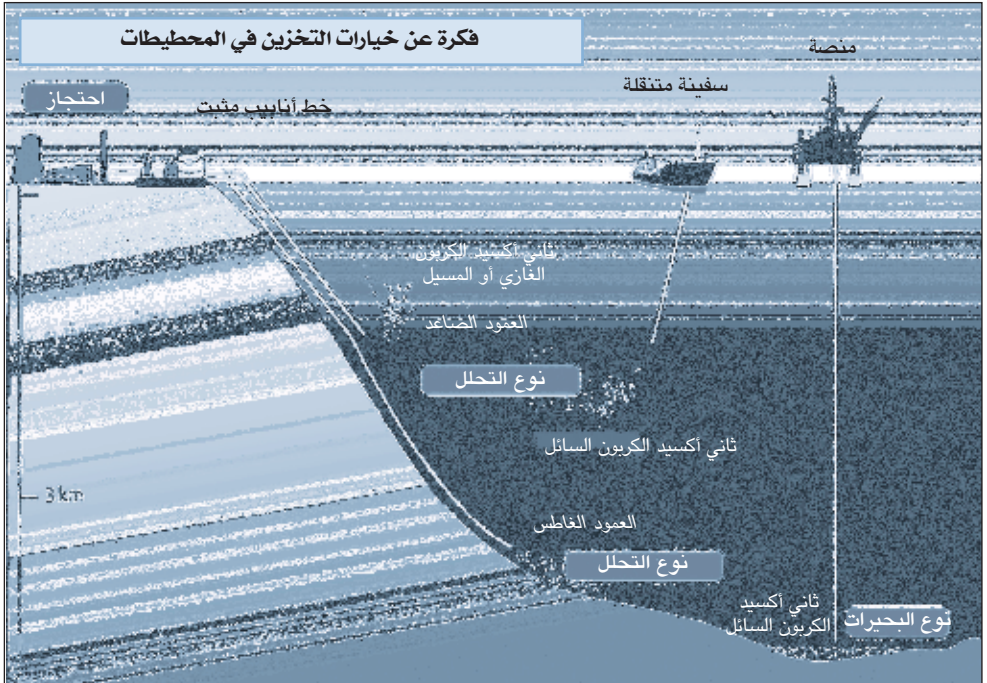 فكرة عن خيارات التخزين في المحطيطات
منصة
سفينة متنقلة
احتجاز
خط أنابيب مثبت
ثاني أكسيد الكربون
الغازي أو المسيل
العمود الصاعد
نوع التحلل
ثاني أكسيد الكربون السائل
3 km
العمود الغاطس
نوع التحلل
ثاني أكسيد
الكربون السائل
نوع البحيرات